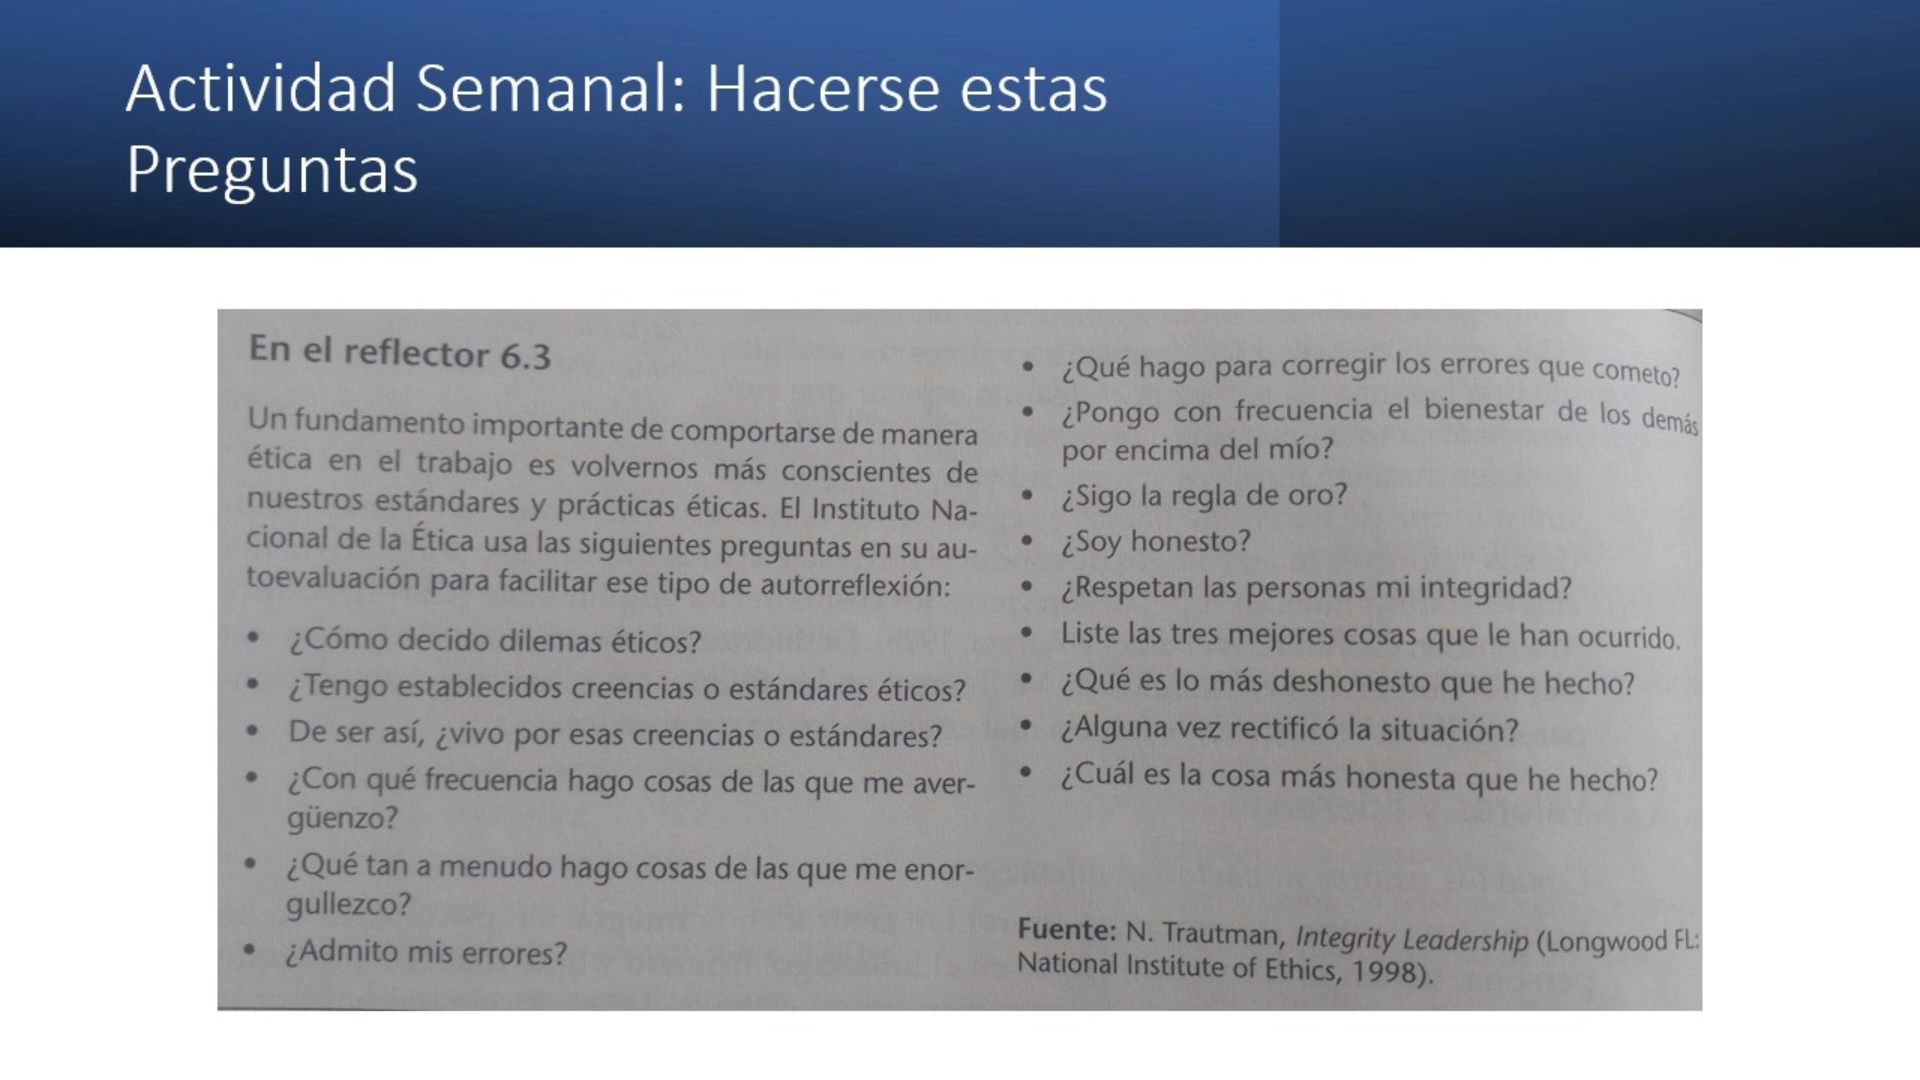 Actividad Semanal: Hacerse estas
Preguntas
En el reflector 6.3
Un fundamento importante de comportarse de manera
ética en el trabajo es volvernos más conscientes de
nuestros estándares y prácticas éticas. El Instituto Na-
cional de la Ética usa las siguientes preguntas en su au-
toevaluación para facilitar ese tipo de autorreflexión:
• ¿Cómo decido dilemas éticos?
• ¿Tengo establecidos creencias o estándares éticos?
• De ser así, ¿vivo por esas creencias o estándares?
• ¿Con qué frecuencia hago cosas de las que me aver-
güenzo?
• ¿Qué tan a menudo hago cosas de las que me enor-
gullezco?
• ¿Admito mis errores?
• ¿Qué hago para corregir los errores que cometo?
• ¿Pongo con frecuencia el bienestar de los demás
por encima del mío?
• ¿Sigo la regla de oro?
• ¿Soy honesto?
• ¿Respetan las personas mi integridad?
• Liste las tres mejores cosas que le han ocurrido.
• ¿Qué es lo más deshonesto que he hecho?
• ¿Alguna vez rectificó la situación?
• ¿Cuál es la cosa más honesta que he hecho?
Fuente: N. Trautman, Integrity Leadership (Longwood FL:
National Institute of Ethics, 1998).